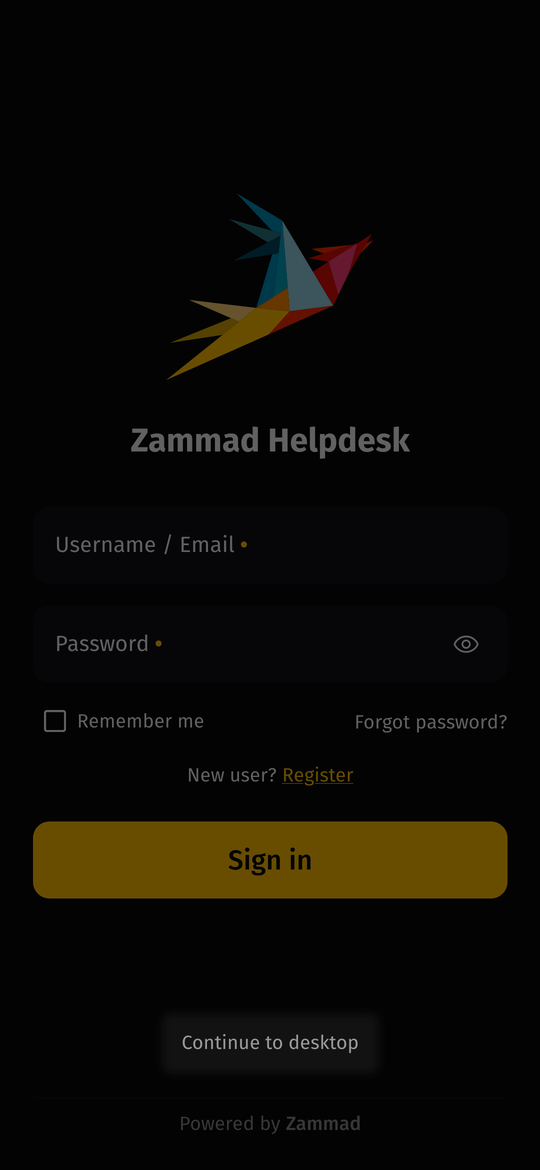 Zammad Helpdesk
Username / Email •
Password •
Remember me
Forgot password?
New user? Register
Sign in
Continue to desktop
Powered by Zammad